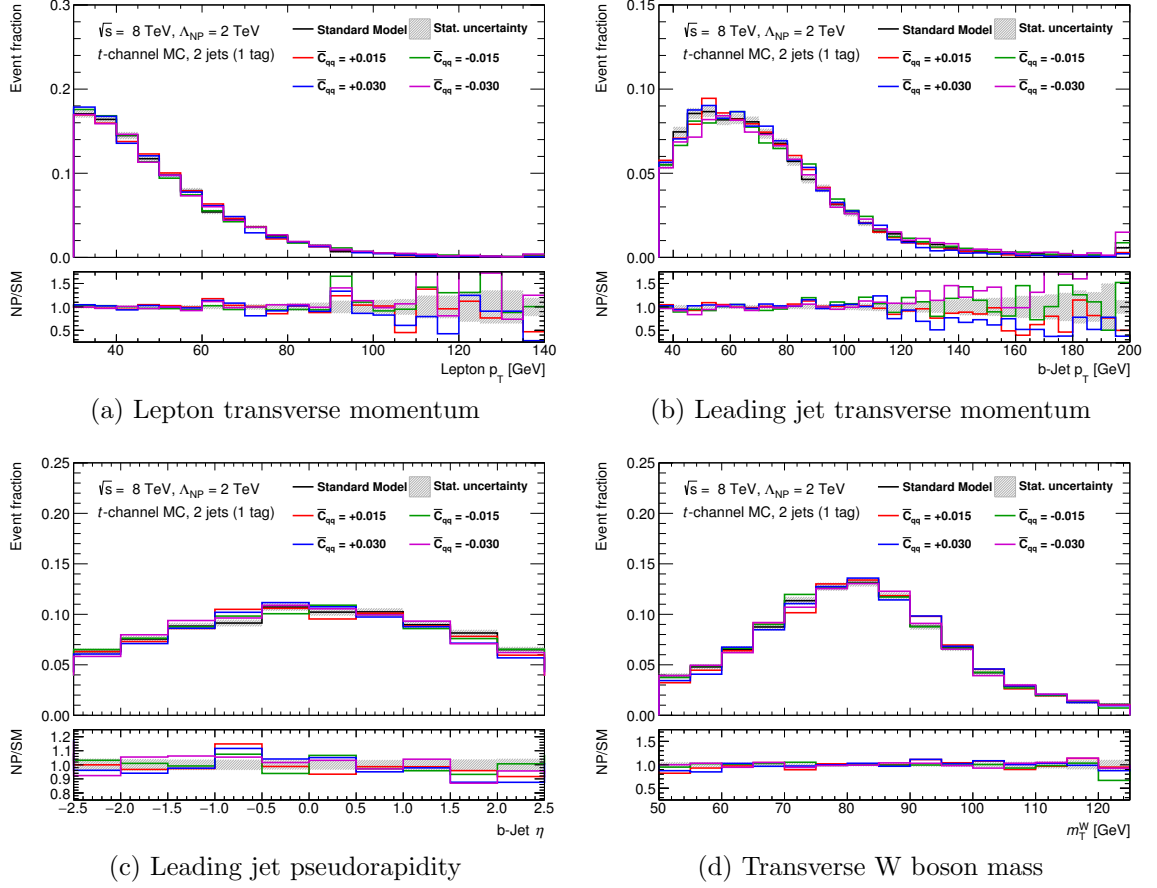 Event fraction
0.3
0.2
0.1
0.0
√s = 8 TeV, Λ_NP = 2 TeV
t-channel MC, 2 jets (1 tag)
Standard Model
Stat. uncertainty
C̅_qq = +0.015
C̅_qq = -0.015
C̅_qq = +0.030
C̅_qq = -0.030
NP/SM
1.5
1.0
0.5
40 60 80 100 120 140
Lepton p_T [GeV]
(a) Lepton transverse momentum
Event fraction
0.15
0.10
0.05
0.00
√s = 8 TeV, Λ_NP = 2 TeV
t-channel MC, 2 jets (1 tag)
Standard Model
Stat. uncertainty
C̅_qq = +0.015
C̅_qq = -0.015
C̅_qq = +0.030
C̅_qq = -0.030
NP/SM
1.5
1.0
0.5
40 60 80 100 120 140 160 180 200
b-Jet p_T [GeV]
(b) Leading jet transverse momentum
Event fraction
0.25
0.20
0.15
0.10
0.05
0.00
√s = 8 TeV, Λ_NP = 2 TeV
t-channel MC, 2 jets (1 tag)
Standard Model
Stat. uncertainty
C̅_qq = +0.015
C̅_qq = -0.015
C̅_qq = +0.030
C̅_qq = -0.030
NP/SM
1.2
1.1
1.0
0.9
0.8
−2.5 −2.0 −1.5 −1.0 −0.5 0.0 0.5 1.0 1.5 2.0 2.5
b-Jet η
(c) Leading jet pseudorapidity
Event fraction
0.25
0.20
0.15
0.10
0.05
0.00
√s = 8 TeV, Λ_NP = 2 TeV
t-channel MC, 2 jets (1 tag)
Standard Model
Stat. uncertainty
C̅_qq = +0.015
C̅_qq = -0.015
C̅_qq = +0.030
C̅_qq = -0.030
NP/SM
1.5
1.0
0.5
50 60 70 80 90 100 110 120
m_T^W [GeV]
(d) Transverse W boson mass